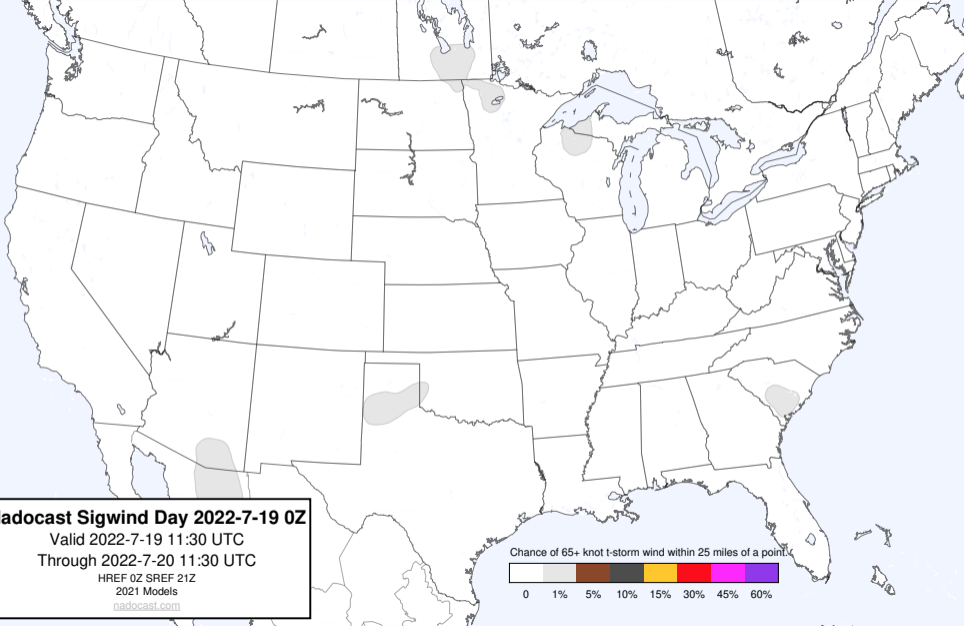 adocast Sigwind Day 2022-7-19 0Z
Valid 2022-7-19 11:30 UTC
Through 2022-7-20 11:30 UTC
HREF 0Z SREF 21Z
2021 Models
nadocast.com
Chance of 65+ knot t-storm wind within 25 miles of a point.
0 1% 5% 10% 15% 30% 45% 60%